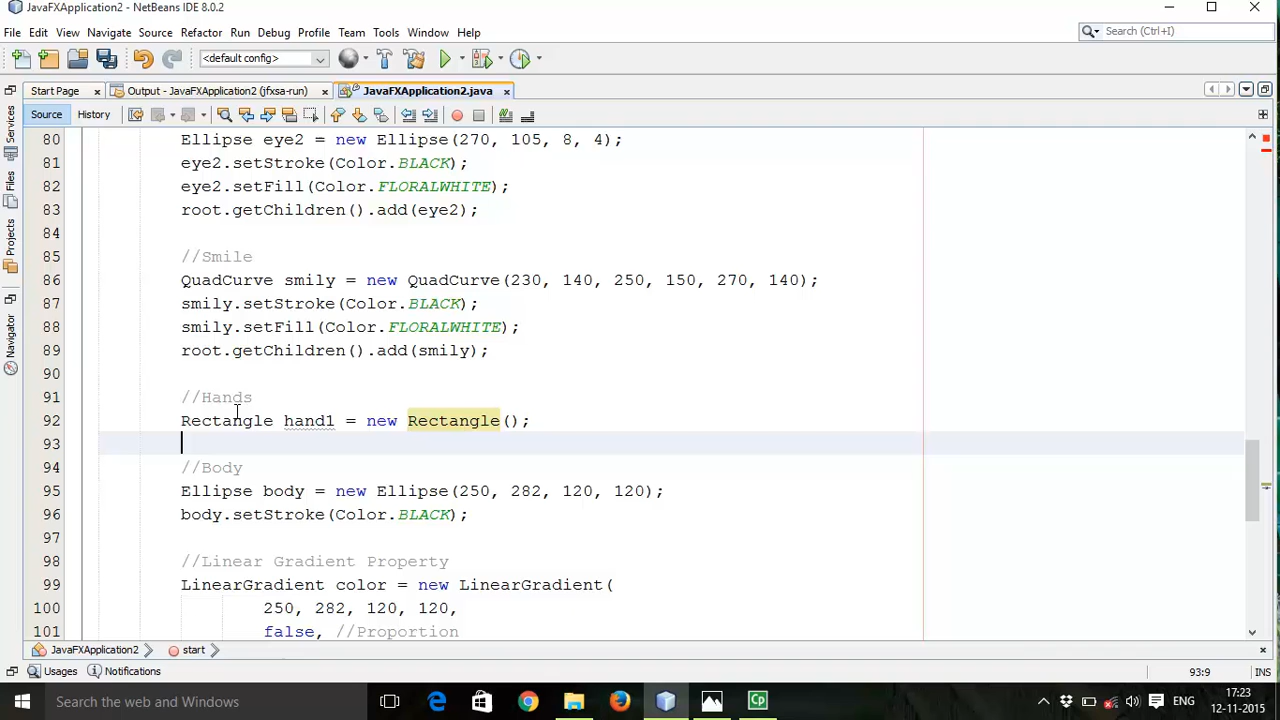 JavaFXApplication2 - NetBeans IDE 8.0.2
File Edit View Navigate Source Refactor Run Debug Profile Team Tools Window Help
Search (Ctrl+I)
<default config>
Start Page Output - JavaFXApplication2 (jfxsa-run) JavaFXApplication2.java
Source History
Services
Files
Projects
Navigator
80 Ellipse eye2 = new Ellipse(270, 105, 8, 4);
81 eye2.setStroke(Color.BLACK);
82 eye2.setFill(Color.FLORALWHITE);
83 root.getChildren().add(eye2);
84
85 //Smile
86 QuadCurve smily = new QuadCurve(230, 140, 250, 150, 270, 140);
87 smily.setStroke(Color.BLACK);
88 smily.setFill(Color.FLORALWHITE);
89 root.getChildren().add(smily);
90
91 //Hands
92 Rectangle hand1 = new Rectangle();
93
94 //Body
95 Ellipse body = new Ellipse(250, 282, 120, 120);
96 body.setStroke(Color.BLACK);
97
98 //Linear Gradient Property
99 LinearGradient color = new LinearGradient(
100 250, 282, 120, 120,
101 false, //Proportion
JavaFXApplication2 start
Usages Notifications 93:9 INS
Search the web and Windows
Cp
ENG
17:23
12-11-2015